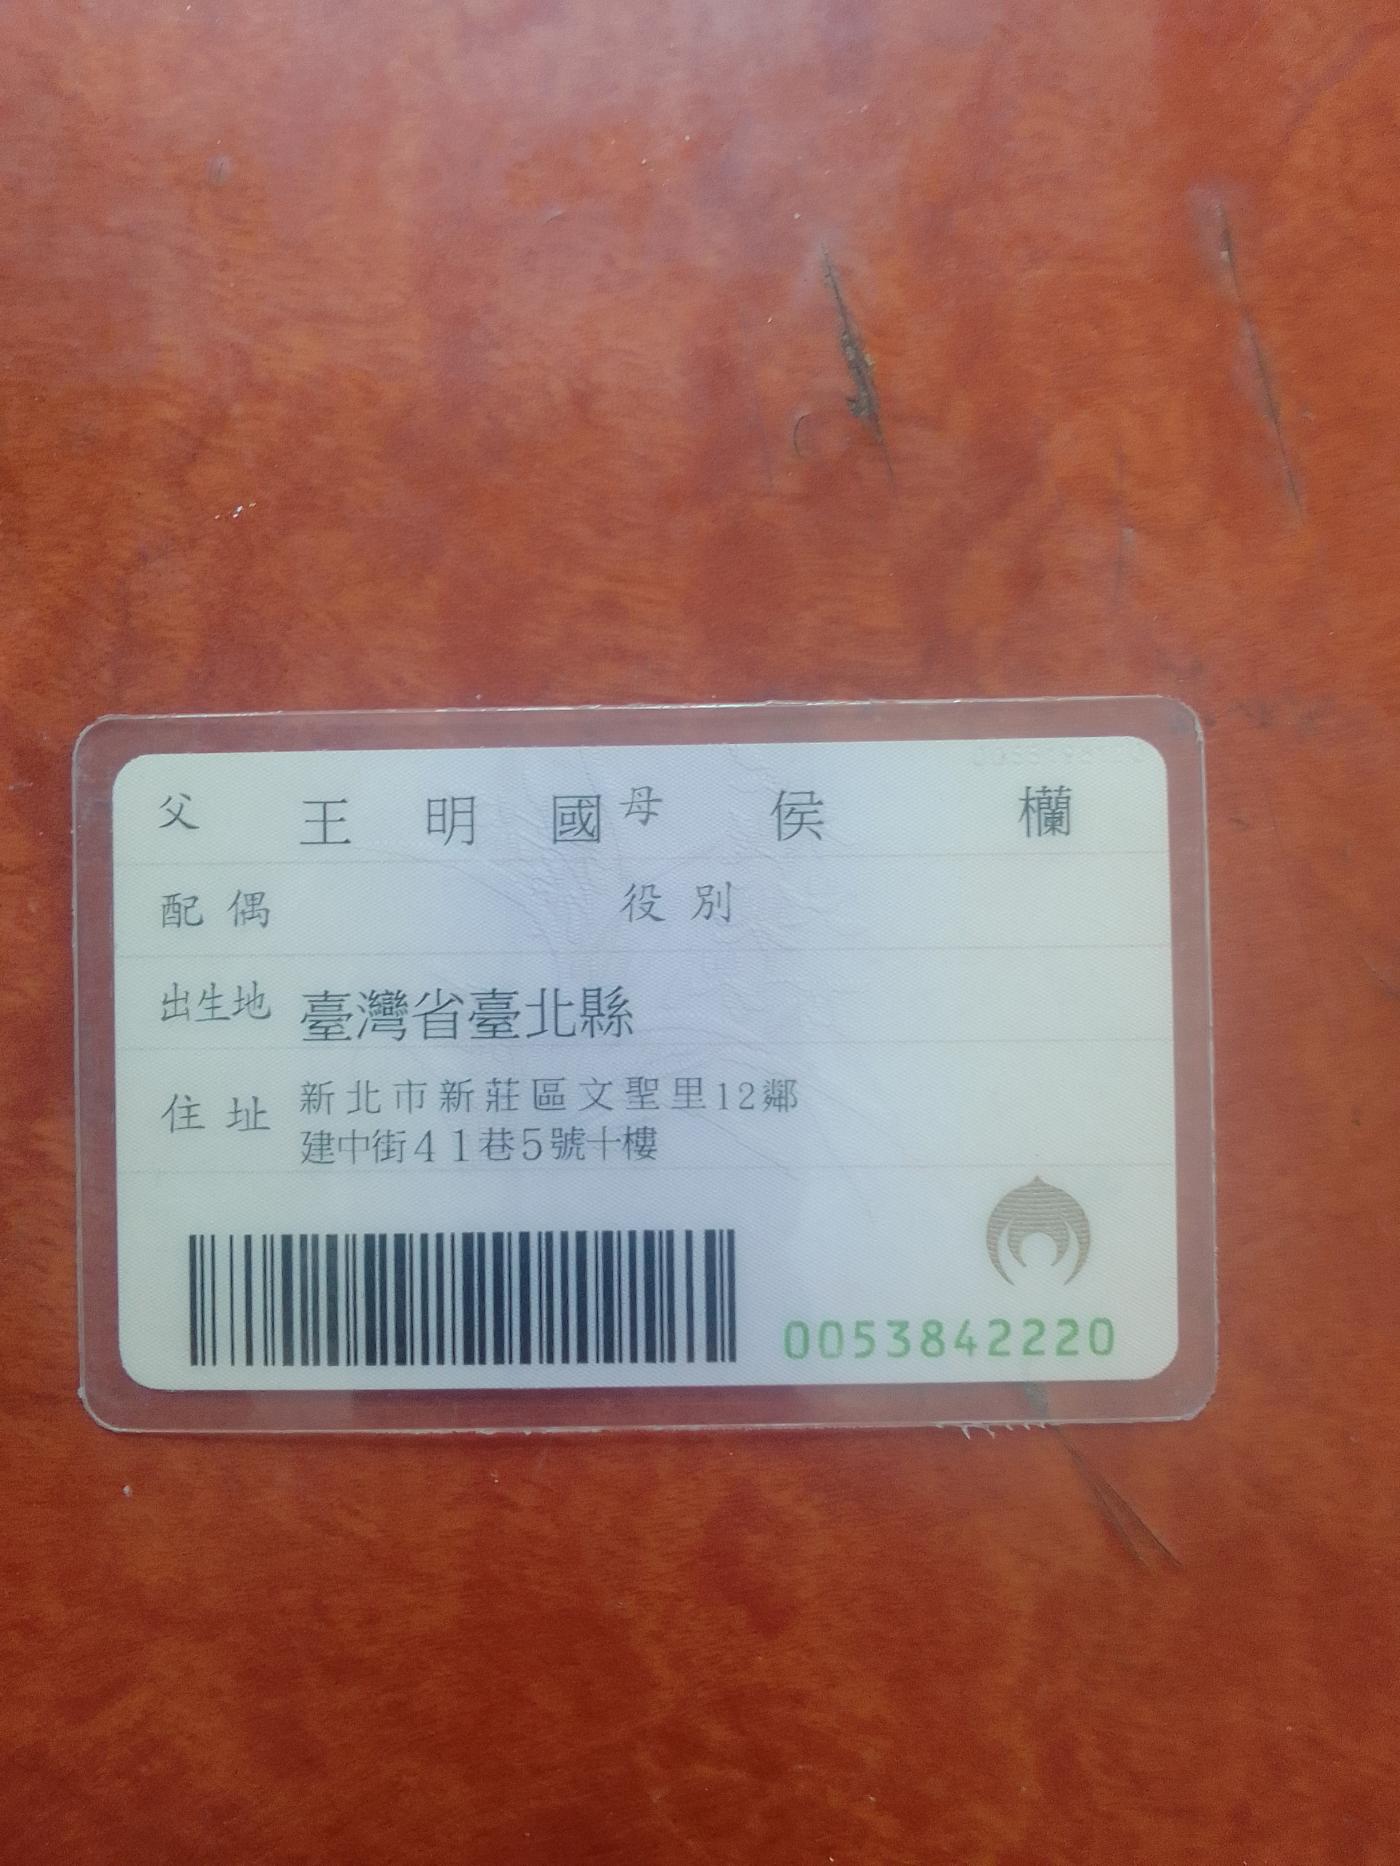 父 王明國 母 侯欄
配偶 役別
出生地 臺灣省臺北縣
住址 新北市新莊區文聖里12鄰
建中街41巷5號十樓
0053842220